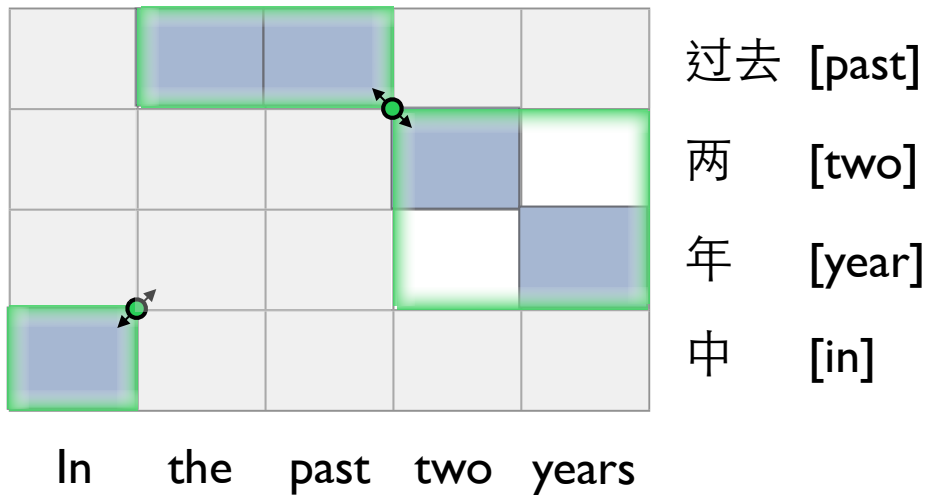 过去 [past]
两 [two]
年 [year]
中 [in]
In the past two years